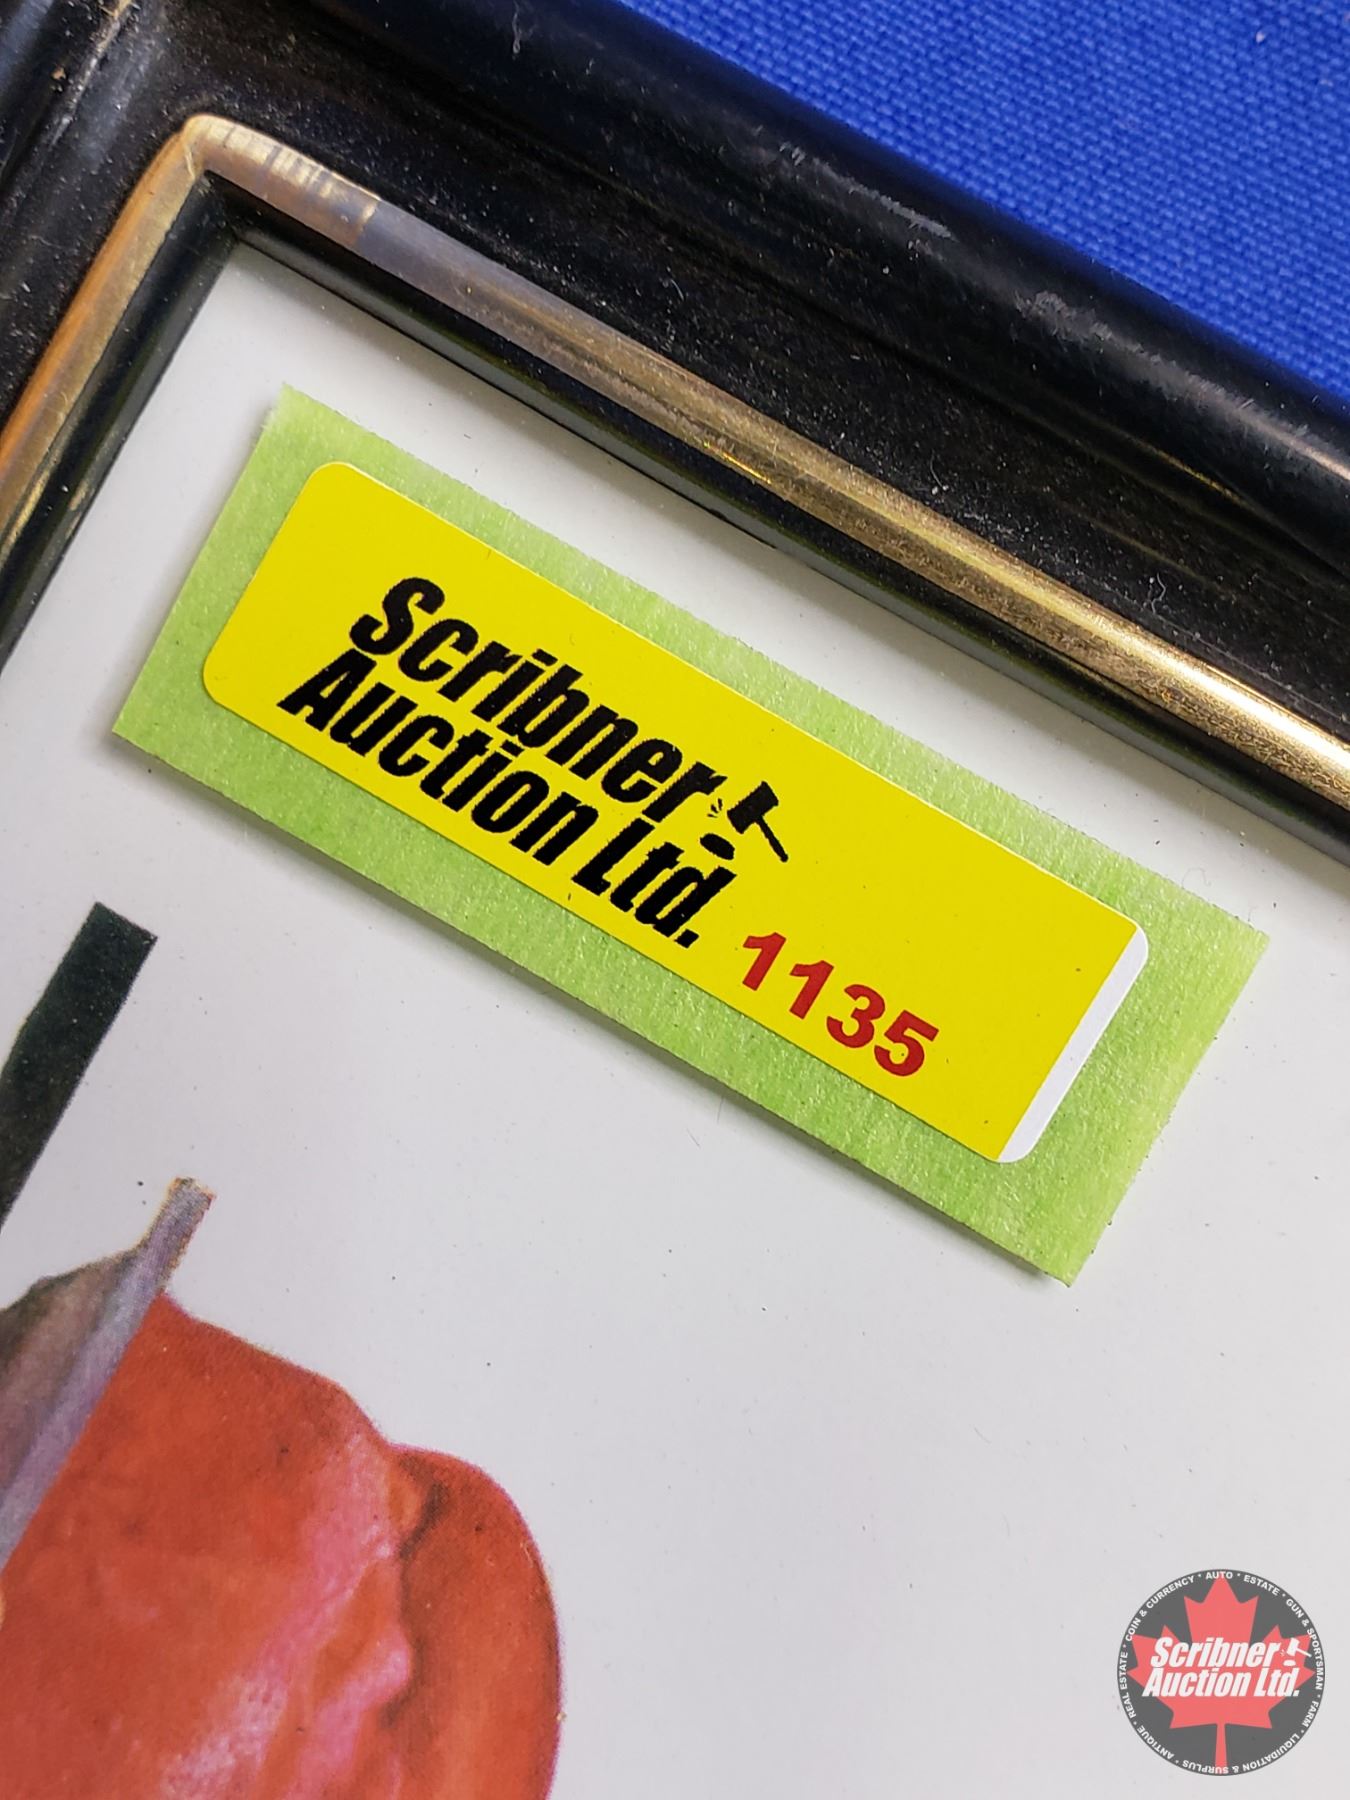 Scribner
Auction Ltd.
1135
COIN & CURRENCY • AUTO • ESTATE • GUN & SPORTSMAN • FARM • LIQUIDATION & SURPLUS • ANTIQUE • REAL ESTATE •
Scribner
Auction Ltd.